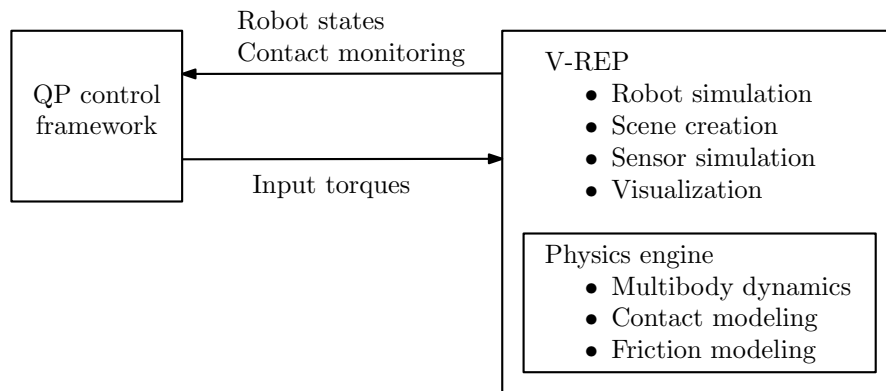 Robot states
Contact monitoring
QP control
framework
Input torques
V-REP
• Robot simulation
• Scene creation
• Sensor simulation
• Visualization
Physics engine
• Multibody dynamics
• Contact modeling
• Friction modeling